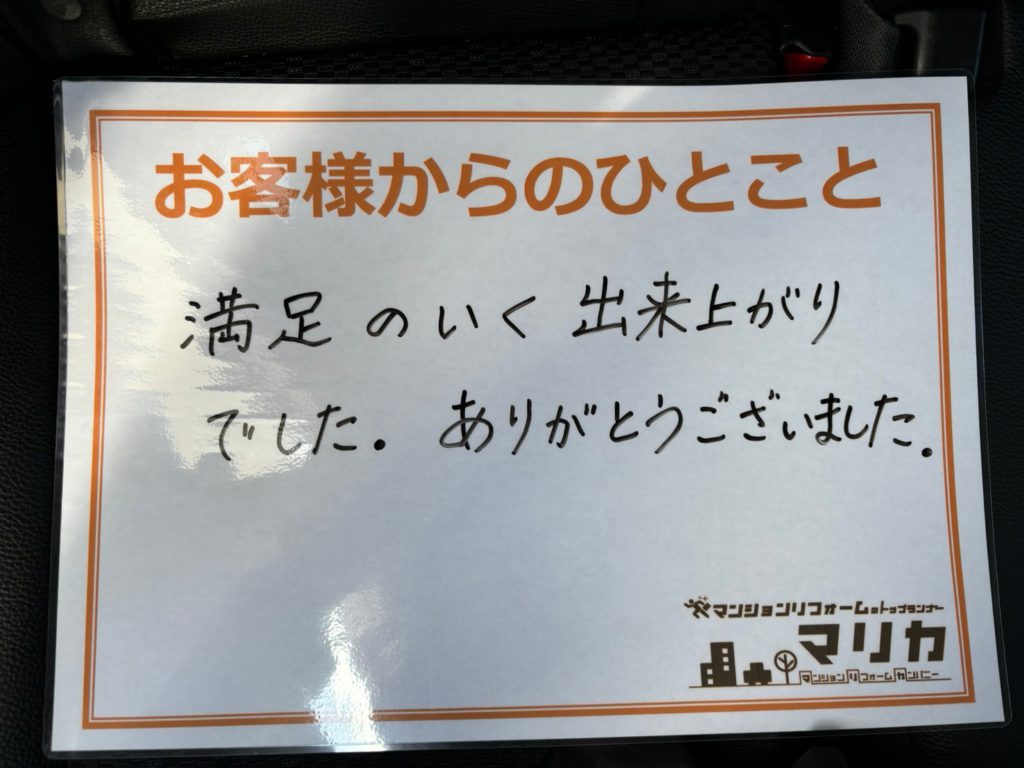 お客様からのひとこと
満足のいく出来上がり
でした. ありがとうございました.
マンションリフォームのトップランナー
マリカ
マンションリフォームカンパニー